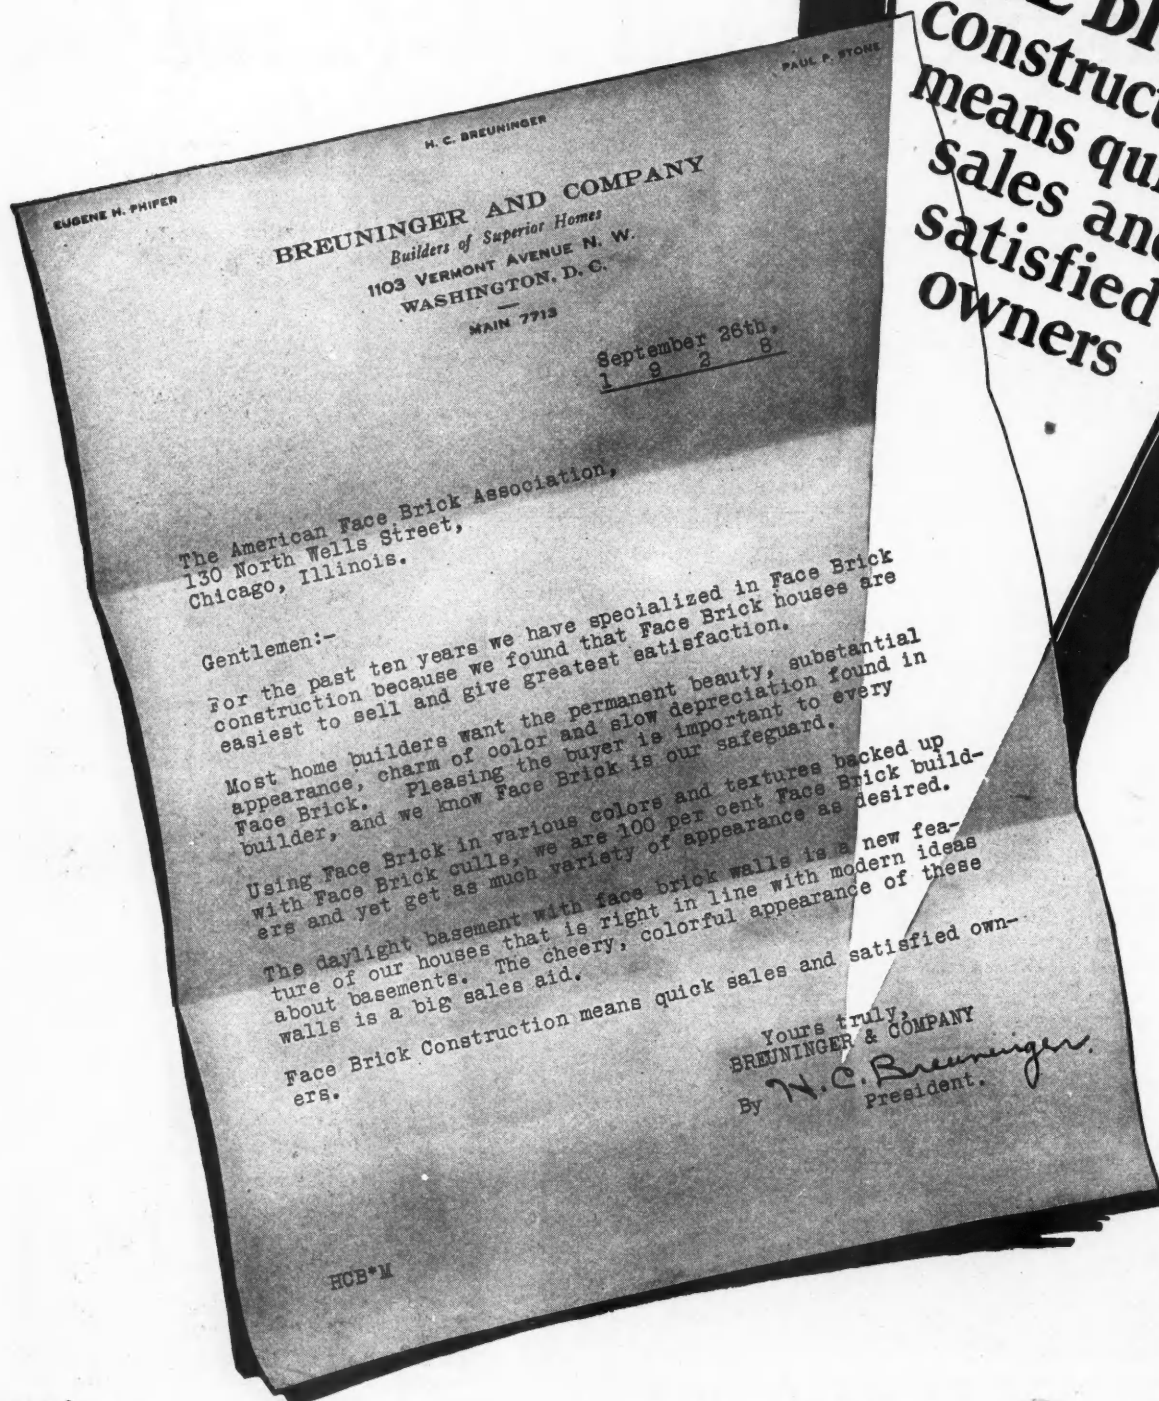 construct
means qui
sales and
satisfied
owners
PAUL P. STONE
H. C. BREUNINGER
EUGENE H. PHIFER
BREUNINGER AND COMPANY
Builders of Superior Homes
1103 VERMONT AVENUE N. W.
WASHINGTON, D. C.
MAIN 7713
September 26th,
1 9 2 8
The American Face Brick Association,
130 North Wells Street,
Chicago, Illinois.
Gentlemen:-
For the past ten years we have specialized in Face Brick
construction because we found that Face Brick houses are
easiest to sell and give greatest satisfaction.
Most home builders want the permanent beauty, substantial
appearance, charm of color and slow depreciation found in
Face Brick. Pleasing the buyer is important to every
builder, and we know Face Brick is our safeguard.
Using Face Brick in various colors and textures backed up
with Face Brick culls, we are 100 per cent Face Brick build-
ers and yet get as much variety of appearance as desired.
The daylight basement with face brick walls is a new fea-
ture of our houses that is right in line with modern ideas
about basements. The cheery, colorful appearance of these
walls is a big sales aid.
Face Brick Construction means quick sales and satisfied own-
ers.
Yours truly,
BREUNINGER & COMPANY
By H. C. Breuninger.
President.
HCB*M